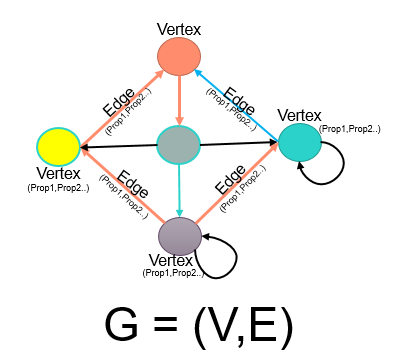 Vertex
Edge
(Prop1,Prop2..)
Edge
(Prop1,Prop2..)
Vertex
(Prop1,Prop2..)
Vertex
(Prop1,Prop2..)
Edge
(Prop1,Prop2..)
Edge
(Prop1,Prop2..)
Vertex
(Prop1,Prop2..)
G = (V,E)